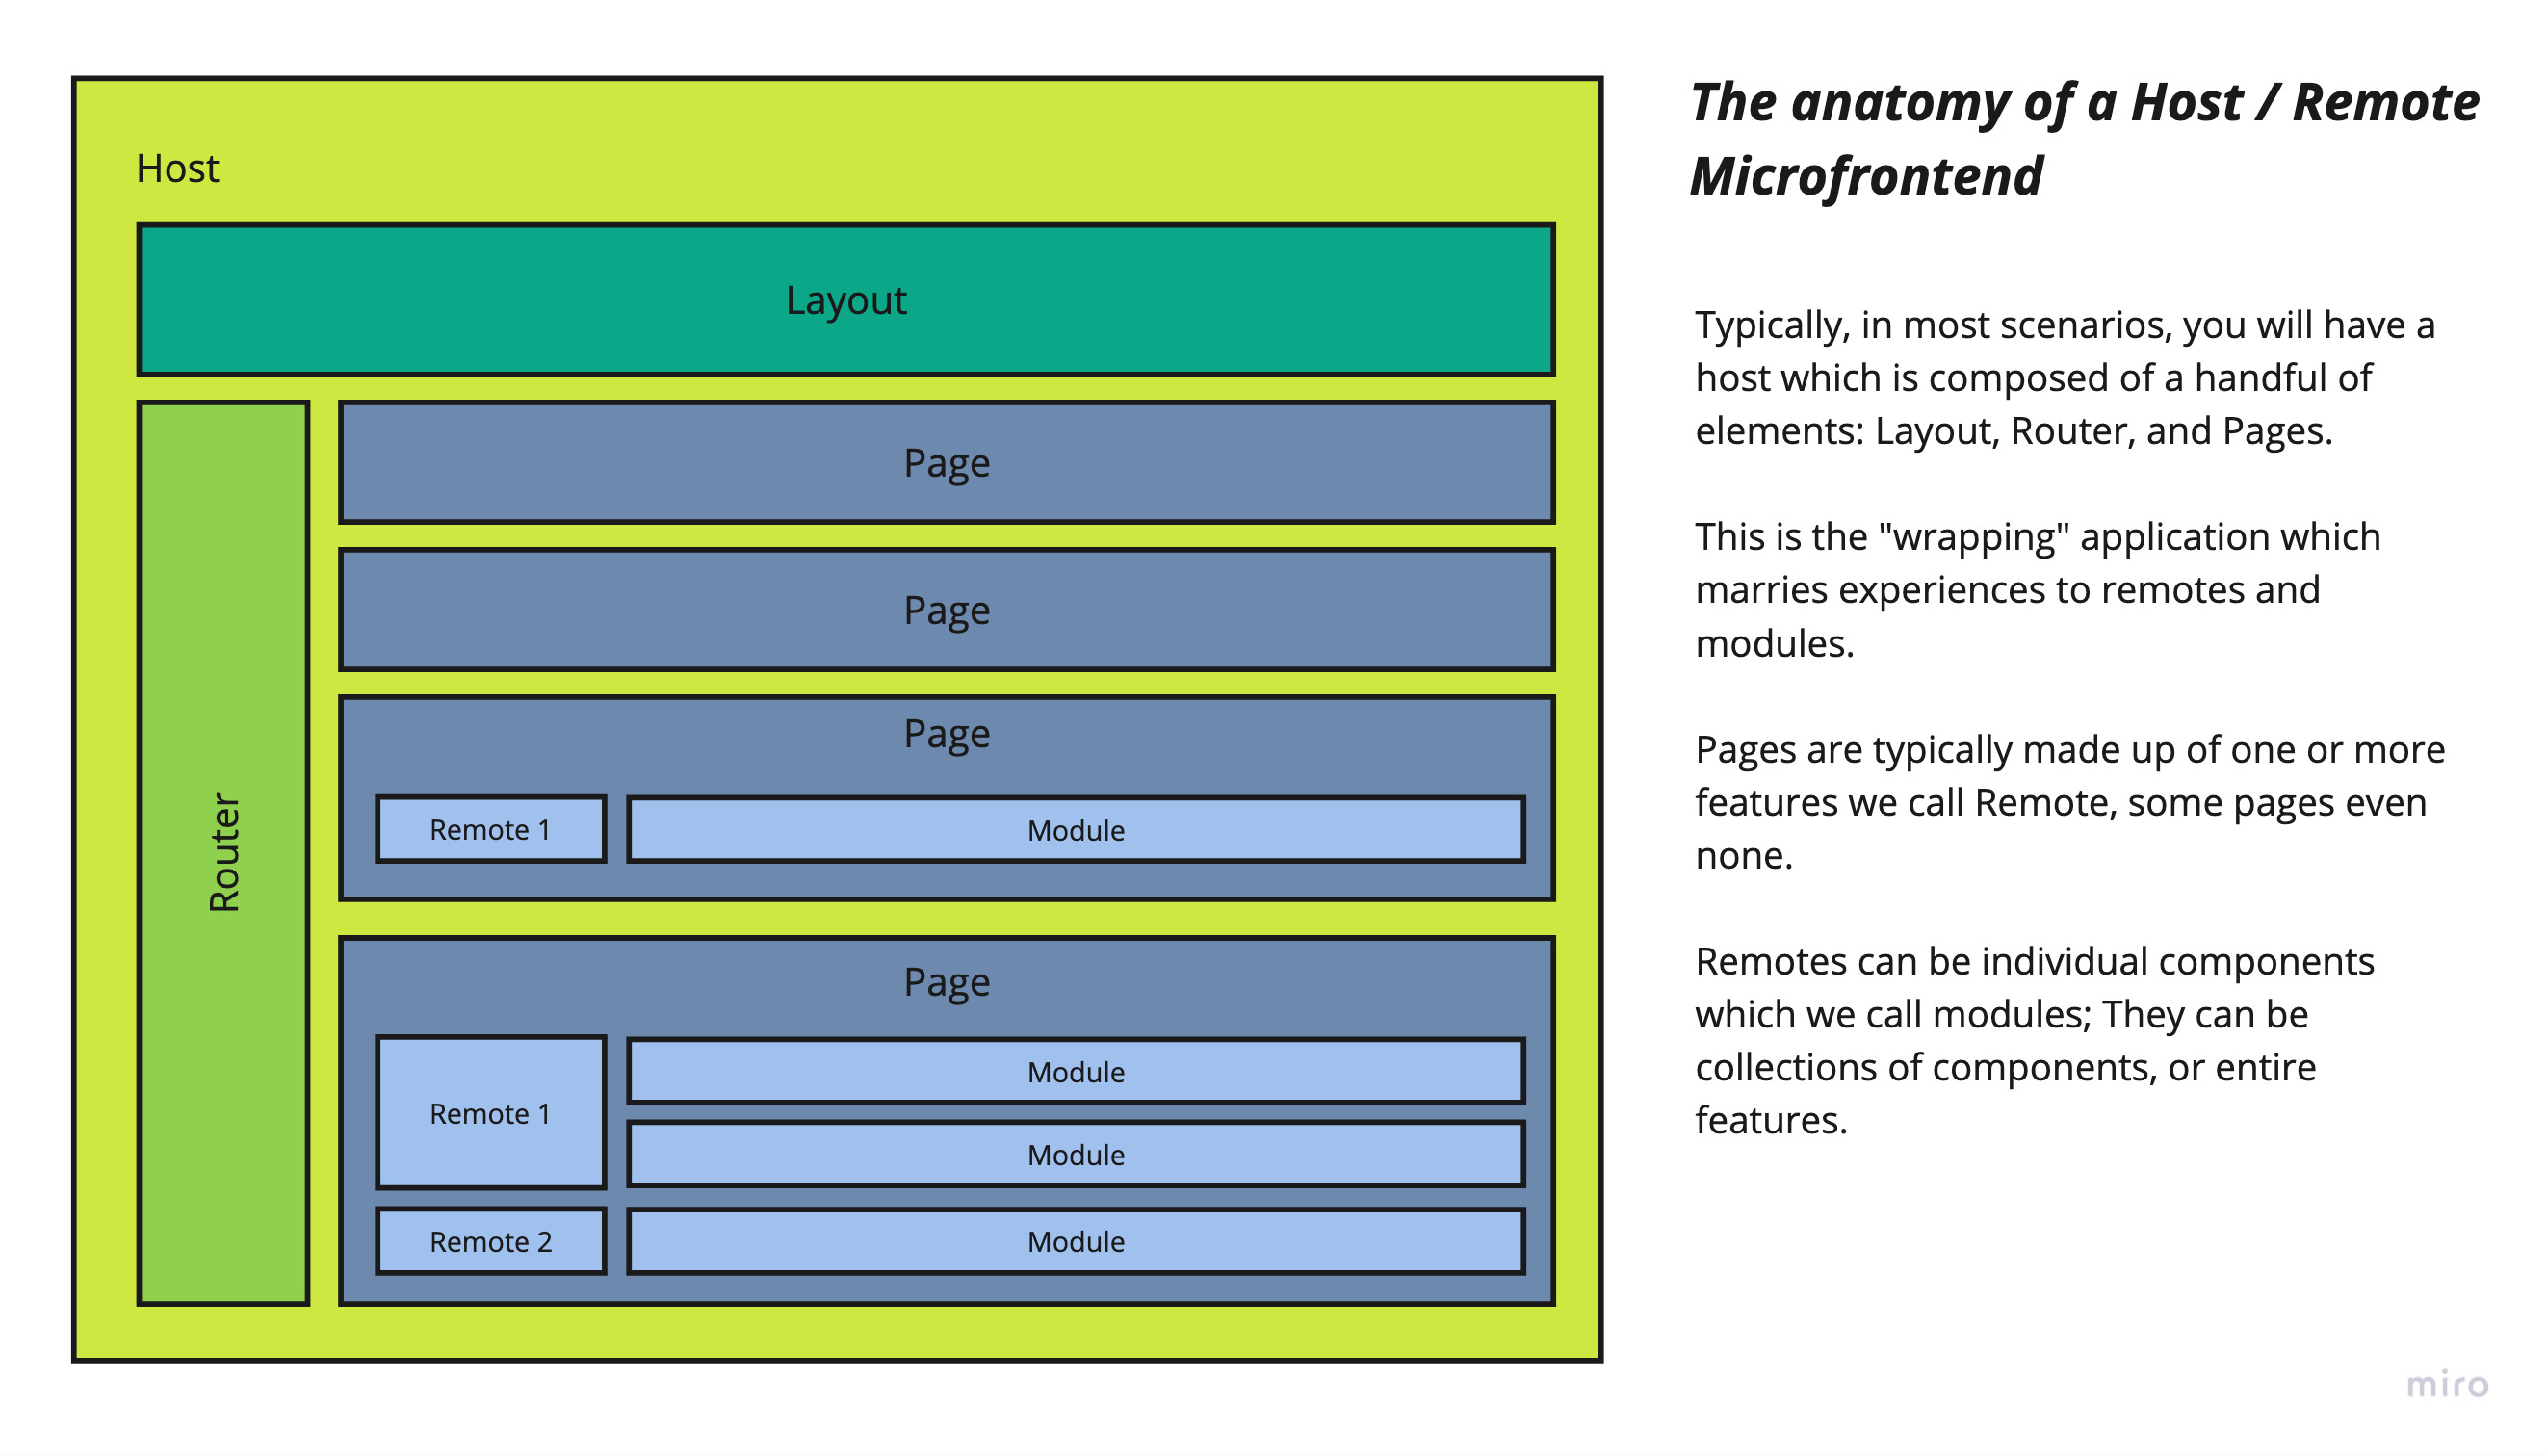 Host
Layout
Router
Page
Page
Page
Remote 1
Module
Page
Remote 1
Module
Module
Remote 2
Module
The anatomy of a Host / Remote
Microfrontend
Typically, in most scenarios, you will have a
host which is composed of a handful of
elements: Layout, Router, and Pages.
This is the "wrapping" application which
marries experiences to remotes and
modules.
Pages are typically made up of one or more
features we call Remote, some pages even
none.
Remotes can be individual components
which we call modules; They can be
collections of components, or entire
features.
miro